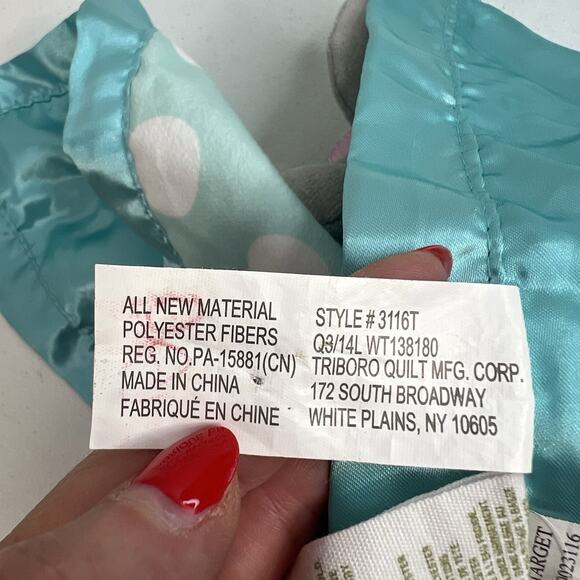 ALL NEW MATERIAL
POLYESTER FIBERS
REG. NO.PA-15881(CN)
MADE IN CHINA
FABRIQUÉ EN CHINE
STYLE # 3116T
Q3/14L WT138180
TRIBORO QUILT MFG. CORP.
172 SOUTH BROADWAY
WHITE PLAINS, NY 10605